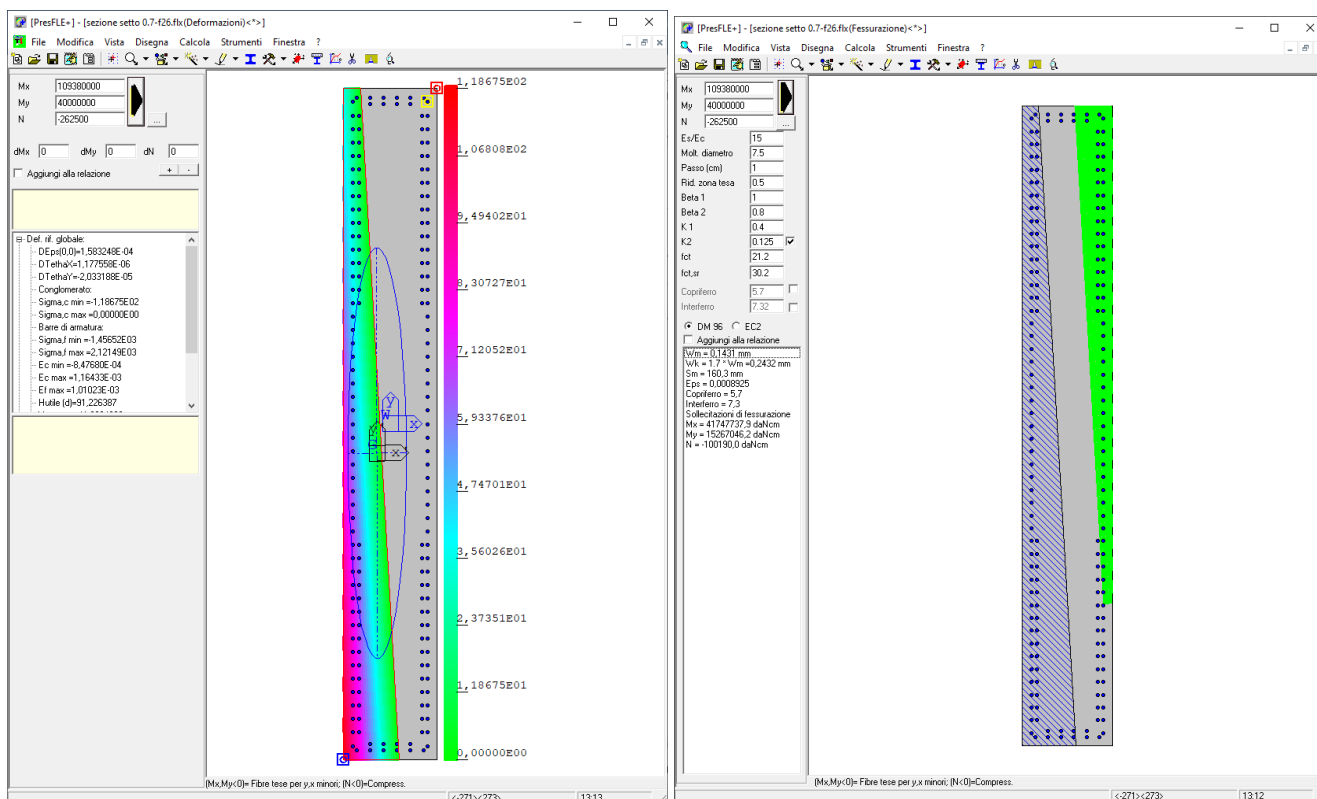 [PresFLE+] - [sezione setto 0.7-f26.flx(Deformazioni)<*>]
File Modifica Vista Disegna Calcola Strumenti Finestra ?
Mx 109380000
My 40000000
N -262500
...
dMx 0 dMy 0 dN 0
Aggiungi alla relazione + -
Def. rif. globale:
DEps(0,0)=1,583248E-04
DTethaX=1,177558E-06
DTethaY=-2,033188E-05
Conglomerato:
Sigma,c min =-1,18675E02
Sigma,c max =0,00000E00
Barre di armatura:
Sigma,f min =-1,45652E03
Sigma,f max =2,12149E03
Ec min =-8,47680E-04
Ec max =1,16433E-03
Ef max =1,01023E-03
Hutile (d)=91,226387
1,18675E02
1,06808E02
9,49402E01
8,30727E01
7,12052E01
5,93376E01
4,74701E01
3,56026E01
2,37351E01
1,18675E01
0,00000E00
y
W
x
x
(Mx,My<0)= Fibre tese per y,x minori; (N<0)=Compress.
<-271><273> 13:13
[PresFLE+] - [sezione setto 0.7-f26.flx(Fessurazione)<*>]
File Modifica Vista Disegna Calcola Strumenti Finestra ?
Mx 109380000
My 40000000
N -262500
...
Es/Ec 15
Molt. diametro 7.5
Passo (cm) 1
Rid. zona tesa 0.5
Beta 1 1
Beta 2 0.8
K 1 0.4
K2 0.125
fct 21.2
fct,sr 30.2
Copriferro 5.7
Interferro 7.32
DM 96 EC2
Aggiungi alla relazione
Wm = 0,1431 mm
Wk = 1.7 * Wm =0,2432 mm
Sm = 160,3 mm
Eps = 0,0008925
Copriferro = 5,7
Interferro = 7,3
Sollecitazioni di fessurazione
Mx = 41747737,9 daNcm
My = 15267046,2 daNcm
N = -100190,0 daNcm
(Mx,My<0)= Fibre tese per y,x minori; (N<0)=Compress.
<-271><273> 13:12